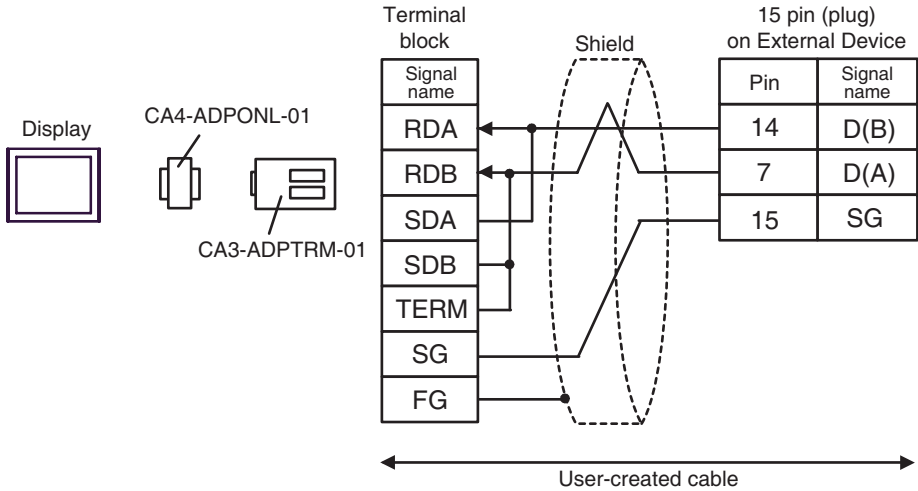 Display
CA4-ADPONL-01
CA3-ADPTRM-01
Terminal
block
Signal
name
RDA
RDB
SDA
SDB
TERM
SG
FG
Shield
15 pin (plug)
on External Device
Pin
Signal
name
14
D(B)
7
D(A)
15
SG
User-created cable